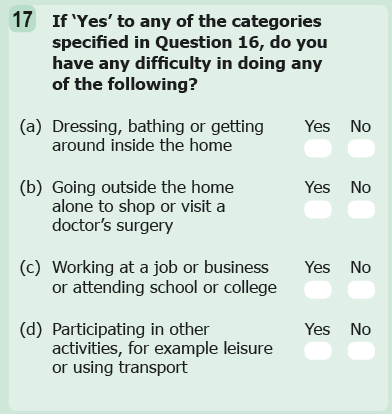 17 If ‘Yes’ to any of the categories
specified in Question 16, do you
have any difficulty in doing any
of the following?
(a) Dressing, bathing or getting Yes No
around inside the home
(b) Going outside the home Yes No
alone to shop or visit a
doctor’s surgery
(c) Working at a job or business Yes No
or attending school or college
(d) Participating in other Yes No
activities, for example leisure
or using transport